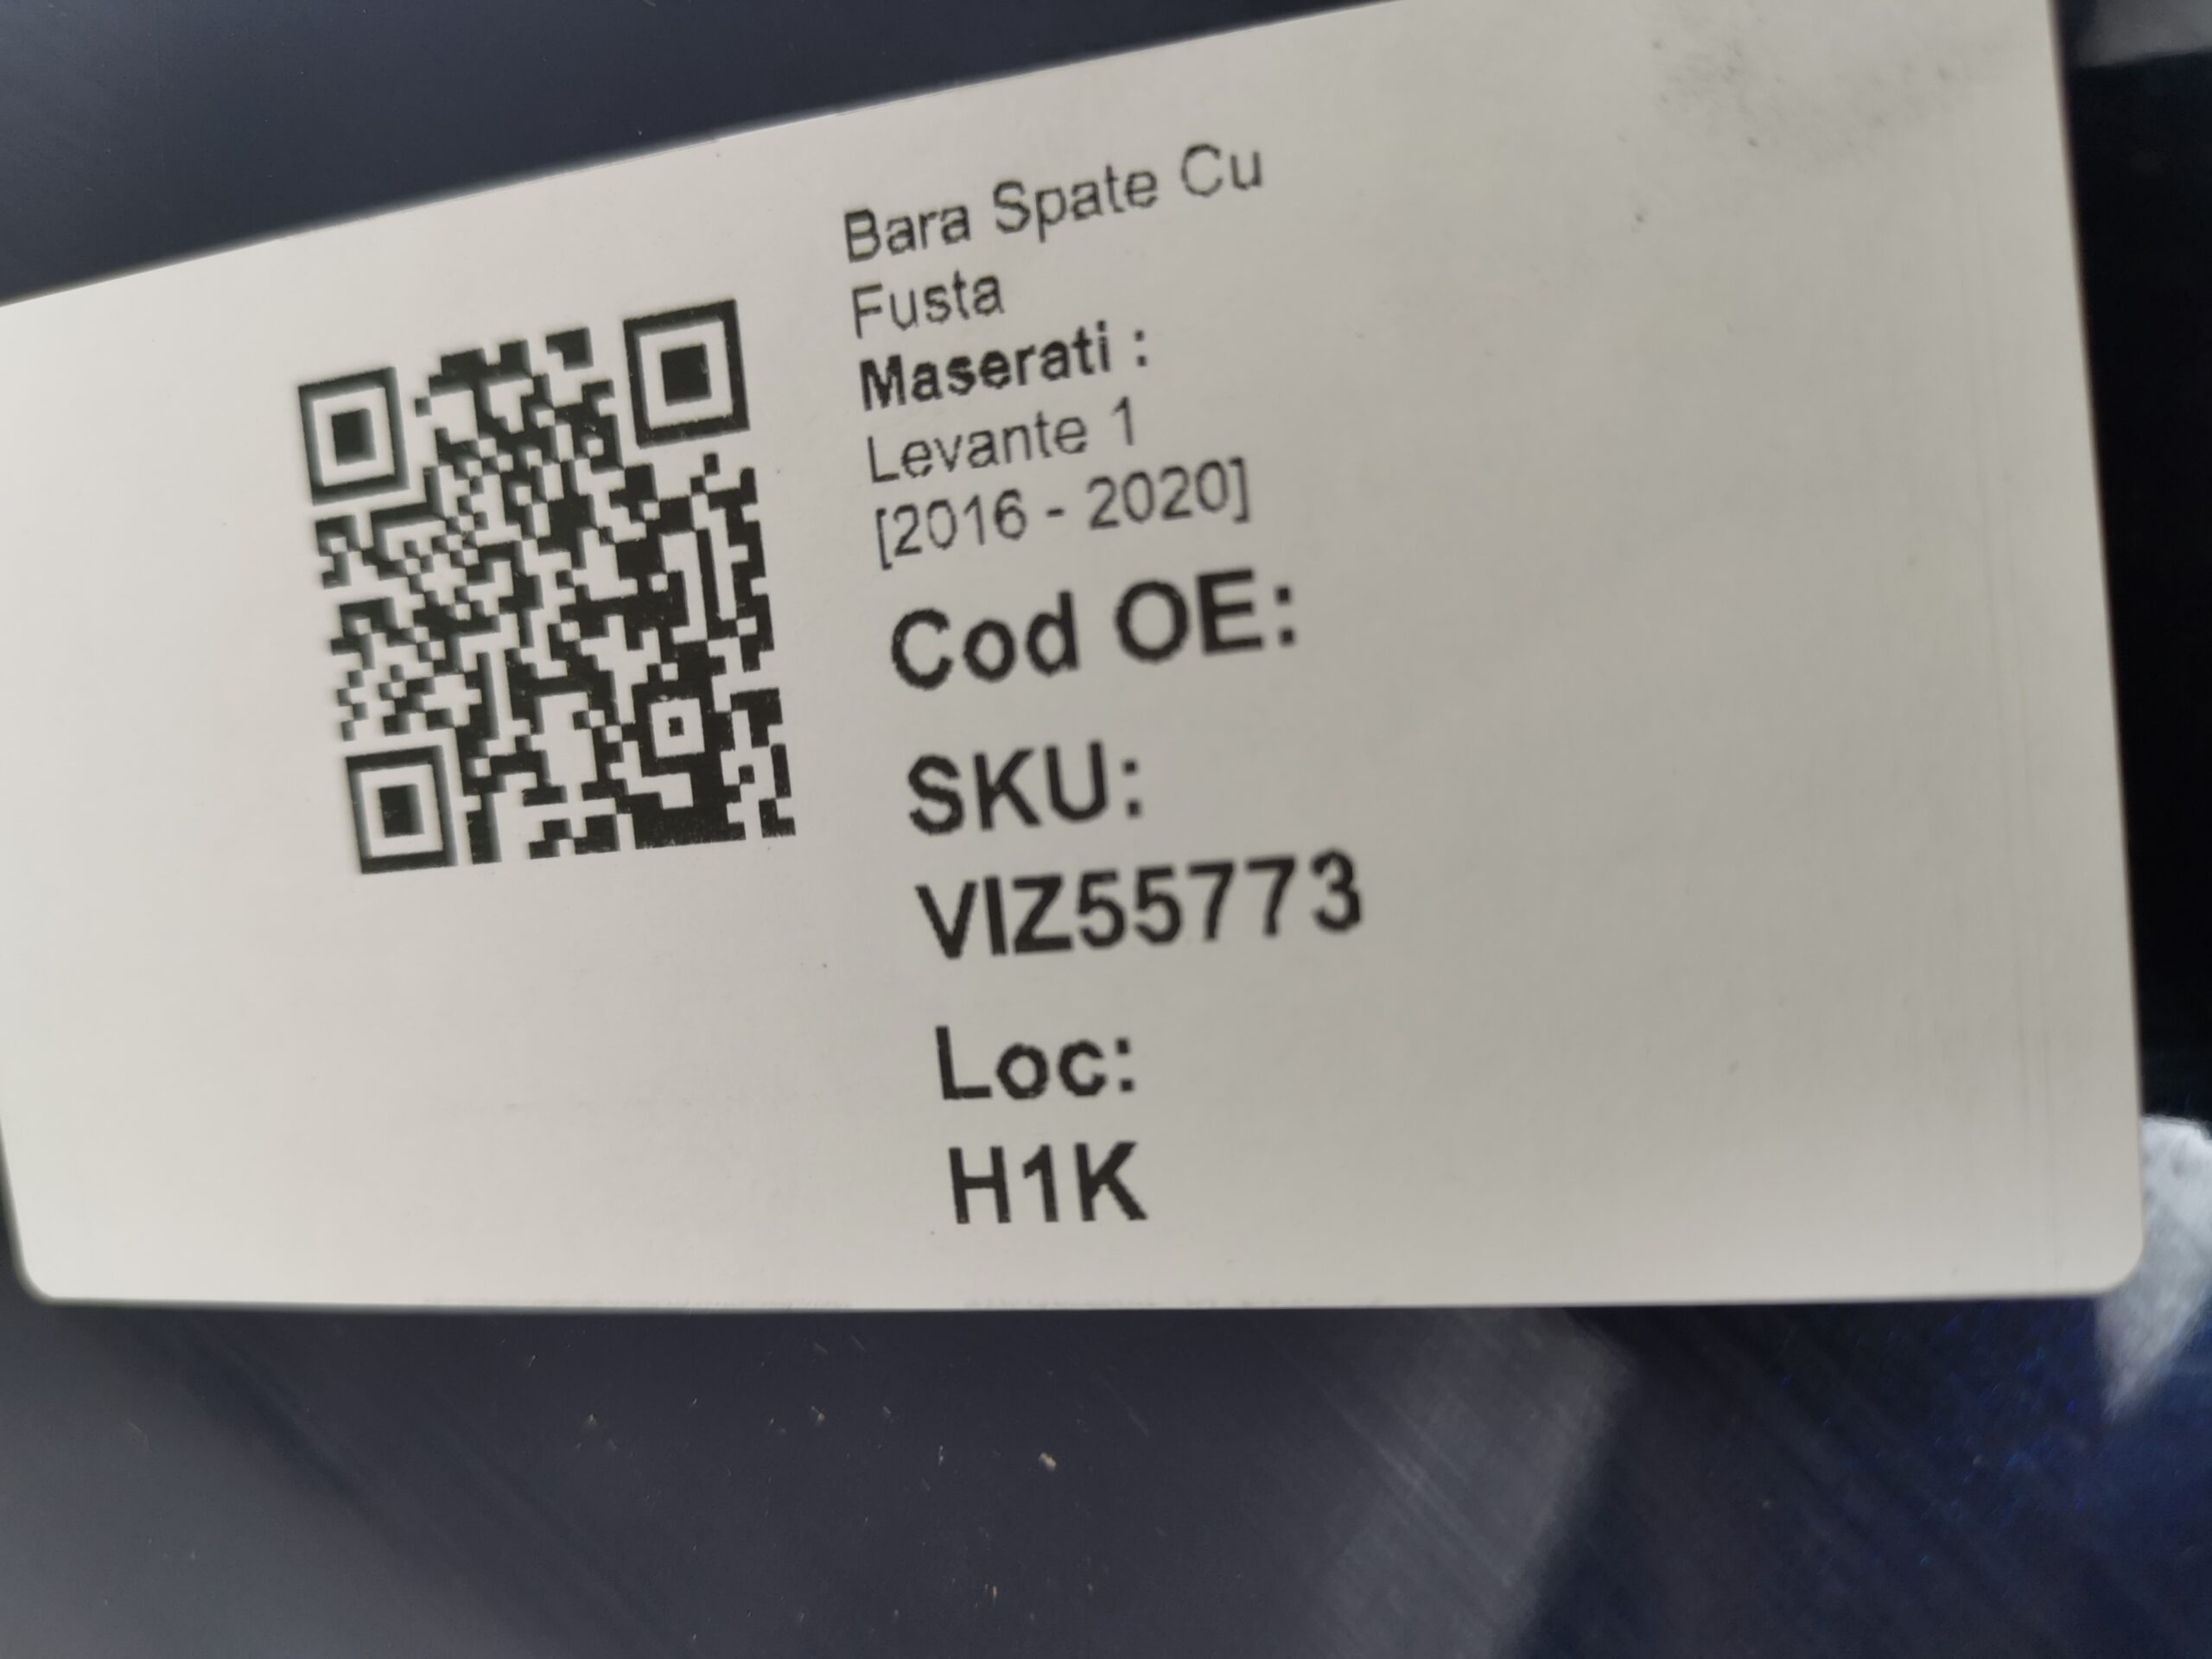 Bara Spate Cu
Fusta
Maserati :
Levante 1
[2016 - 2020]
Cod OE:
SKU:
VIZ55773
Loc:
H1K